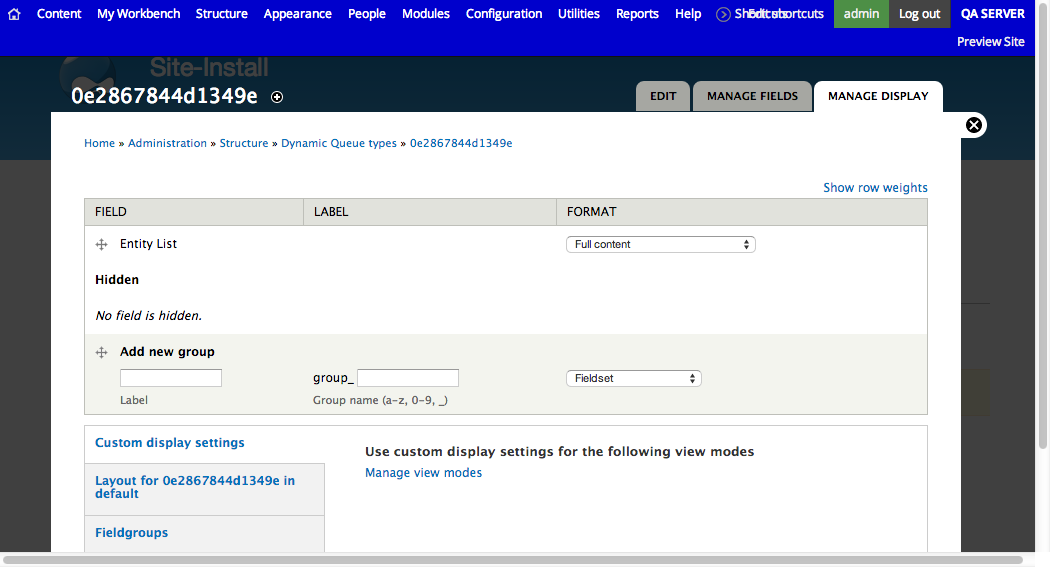 Content My Workbench Structure Appearance People Modules Configuration Utilities Reports Help Edit shortcuts admin Log out QA SERVER
Preview Site
Site-Install
0e2867844d1349e
EDIT MANAGE FIELDS MANAGE DISPLAY
Home » Administration » Structure » Dynamic Queue types » 0e2867844d1349e
Show row weights
FIELD LABEL FORMAT
Entity List Full content
Hidden
No field is hidden.
Add new group
group_ Fieldset
Label Group name (a-z, 0-9, _)
Custom display settings
Use custom display settings for the following view modes
Manage view modes
Layout for 0e2867844d1349e in
default
Fieldgroups